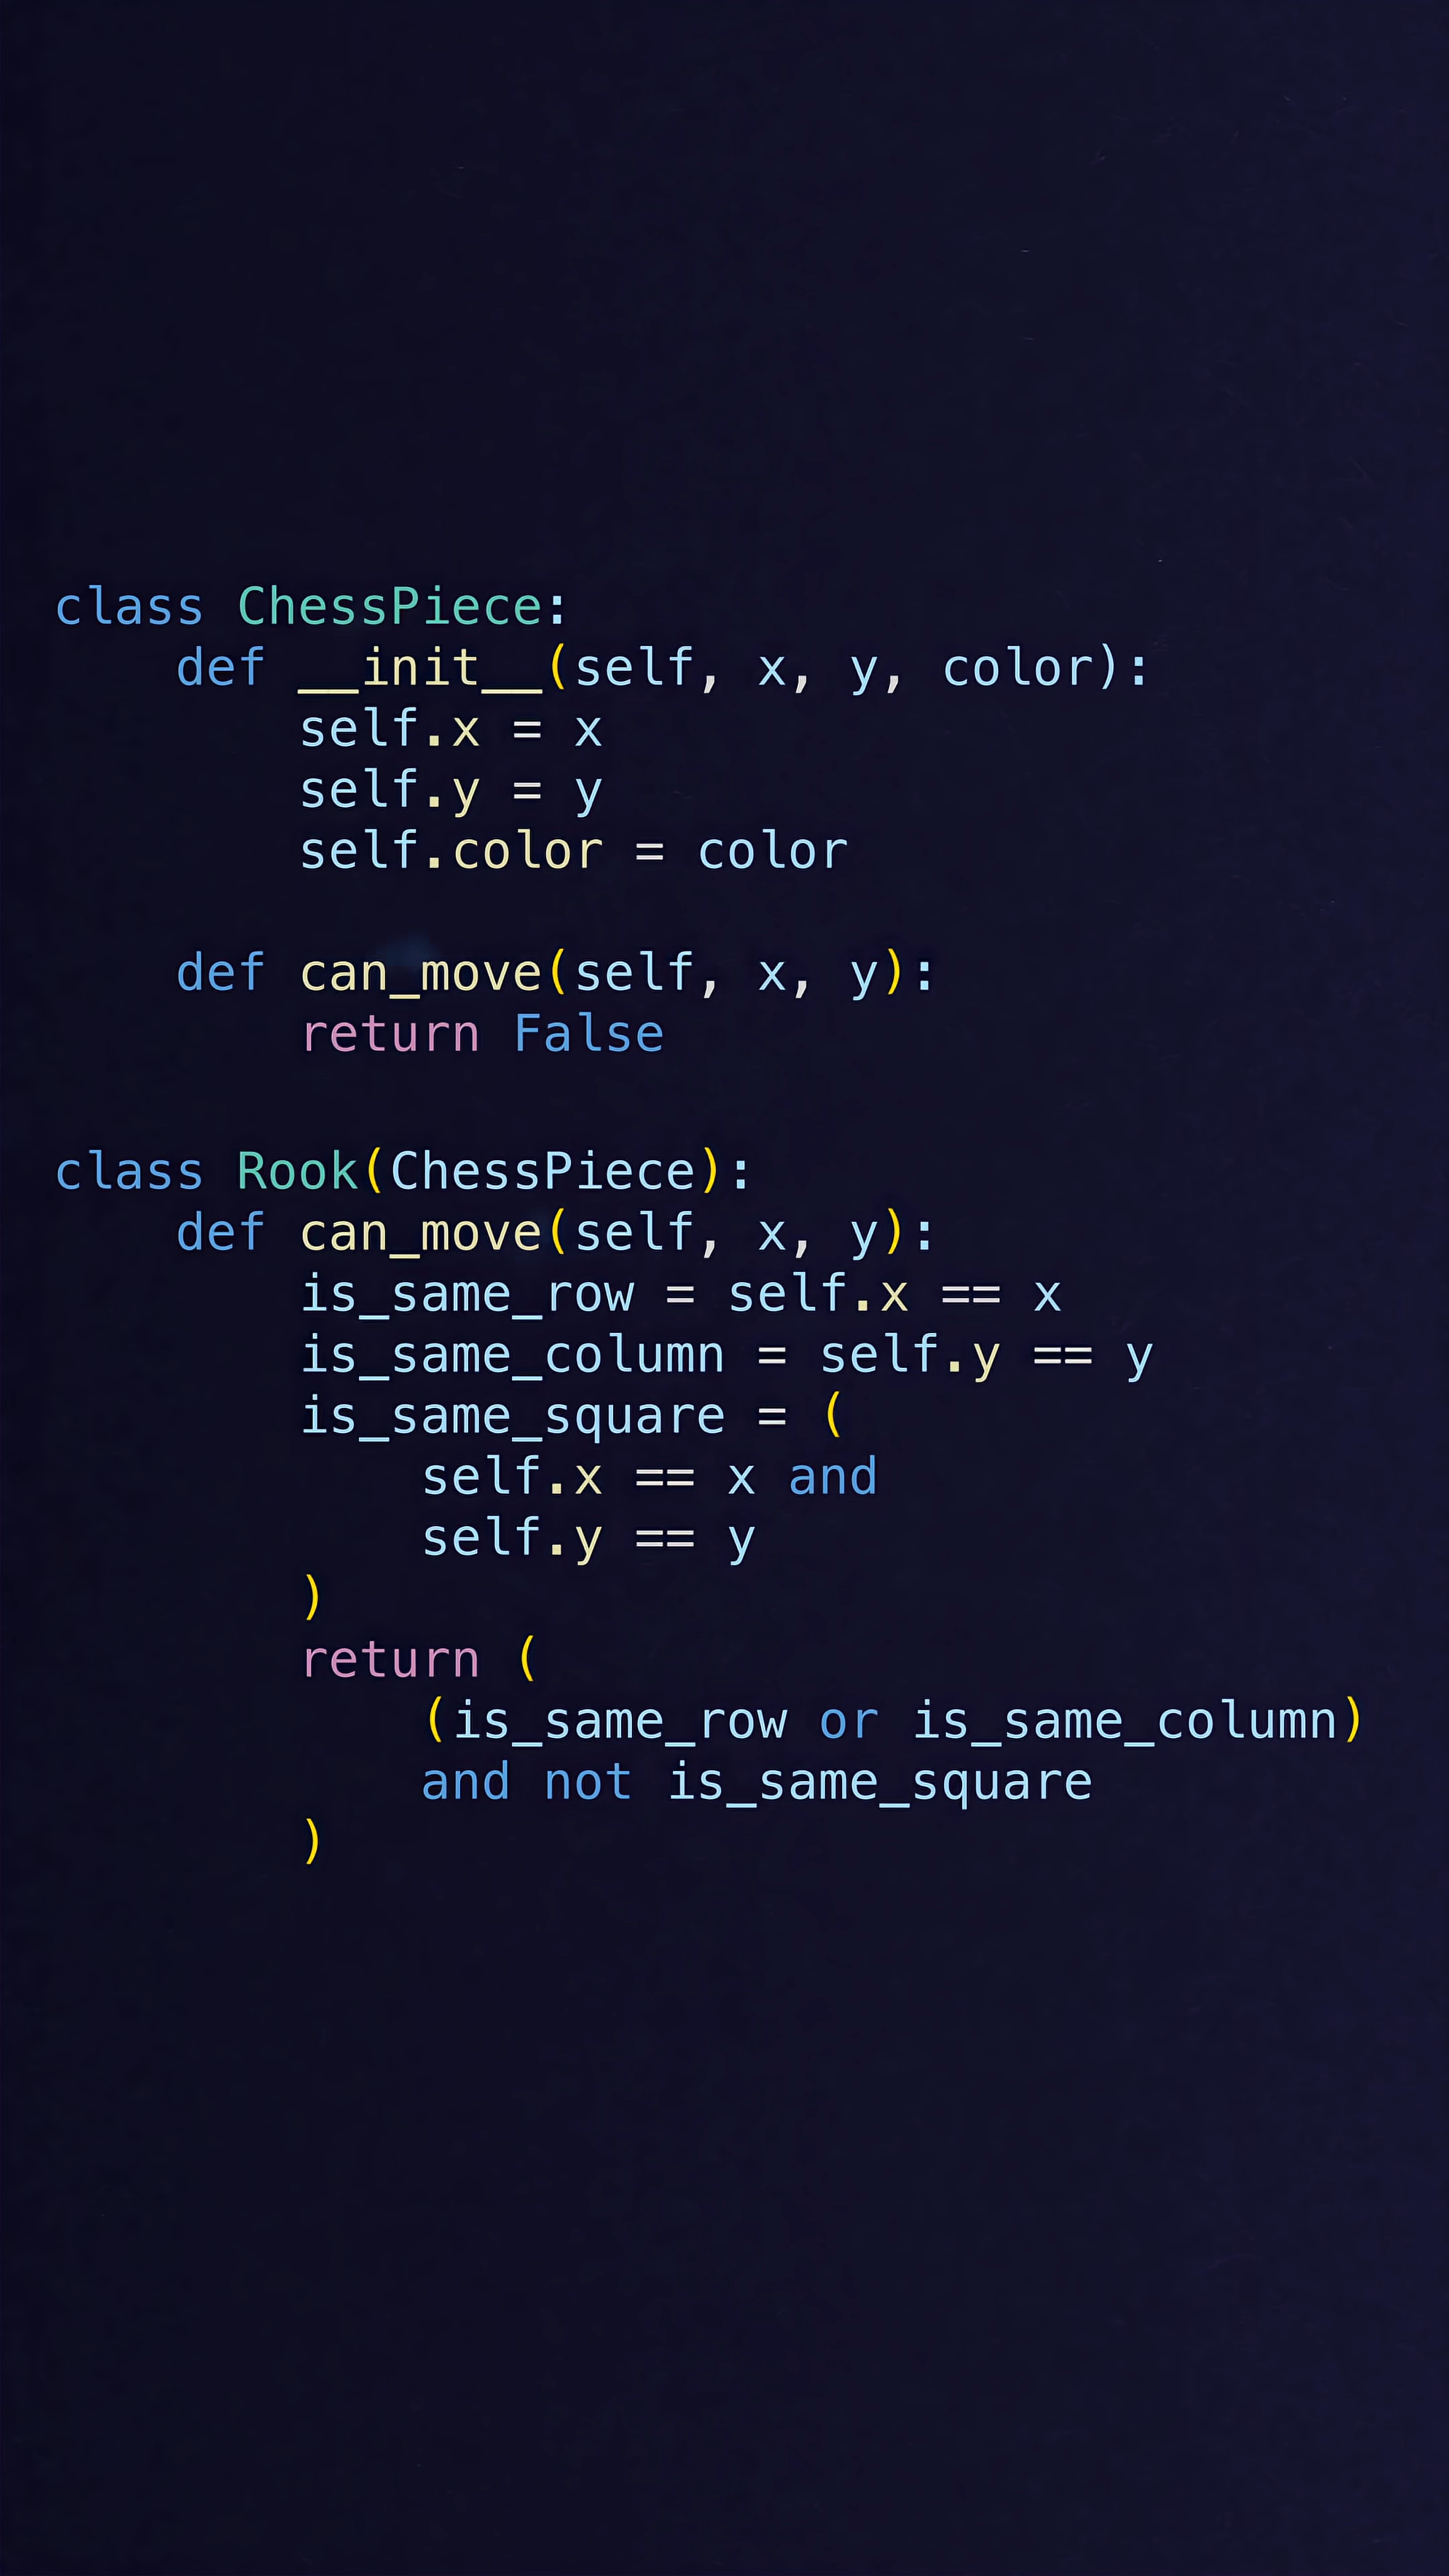 class ChessPiece:
    def __init__(self, x, y, color):
        self.x = x
        self.y = y
        self.color = color

    def can_move(self, x, y):
        return False

class Rook(ChessPiece):
    def can_move(self, x, y):
        is_same_row = self.x == x
        is_same_column = self.y == y
        is_same_square = (
            self.x == x and
            self.y == y
        )
        return (
            (is_same_row or is_same_column)
            and not is_same_square
        )